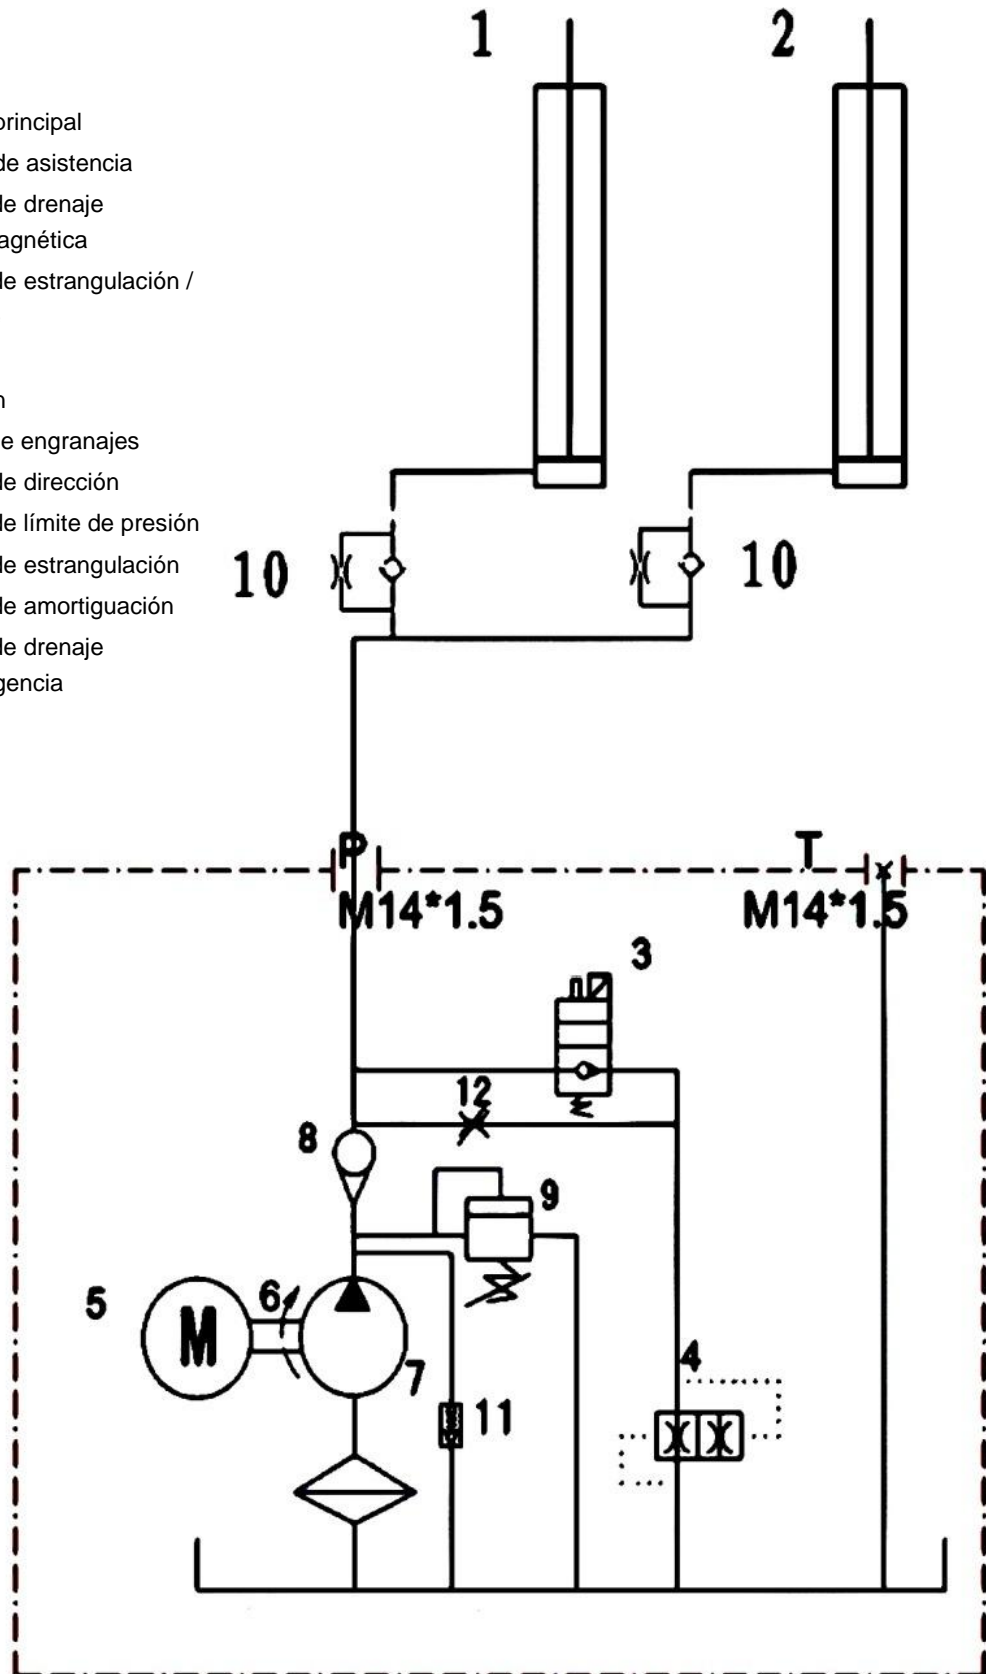 1 2
principal
de asistencia
de drenaje
agnética
de estrangulación /
n
e engranajes
de dirección
de límite de presión
10 de estrangulación 10
de amortiguación
de drenaje
gencia
P T
M14*1.5 M14*1.5
3
12
8
9
5 6
M
7
4
11